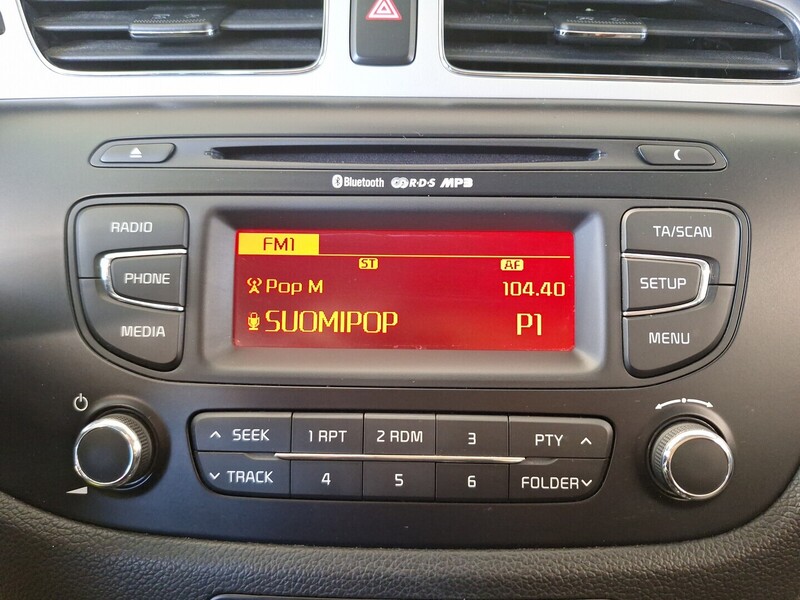 Bluetooth R·D·S MP3
RADIO
PHONE
MEDIA
FM1
ST AF
Pop M 104.40
SUOMIPOP P1
TA/SCAN
SETUP
MENU
SEEK 1 RPT 2 RDM 3 PTY
TRACK 4 5 6 FOLDER